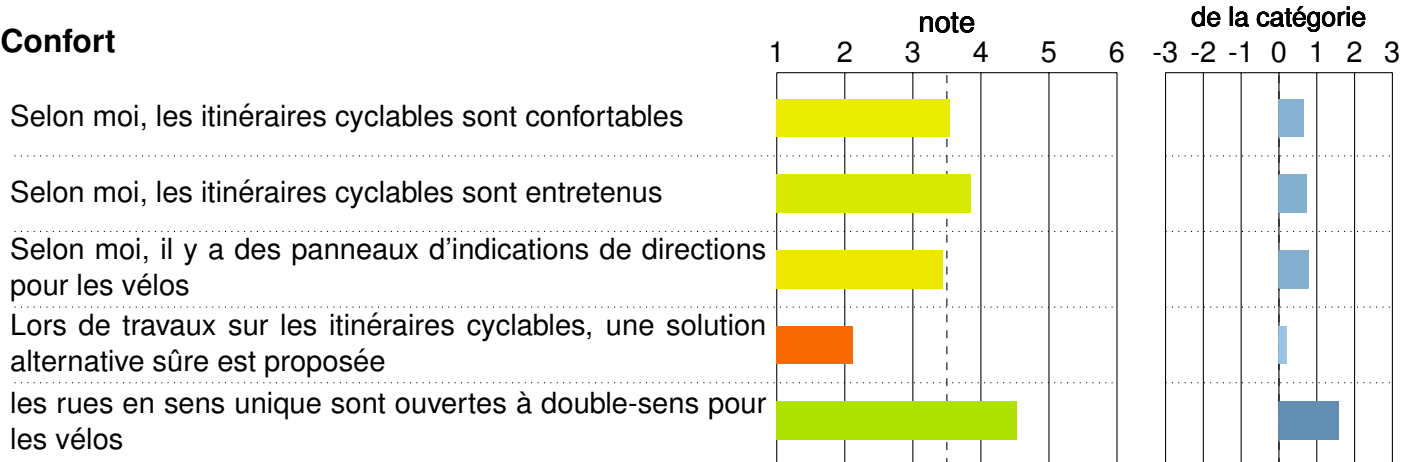 note
de la catégorie
Confort
1 2 3 4 5 6
-3 -2 -1 0 1 2 3
Selon moi, les itinéraires cyclables sont confortables
Selon moi, les itinéraires cyclables sont entretenus
Selon moi, il y a des panneaux d'indications de directions
pour les vélos
Lors de travaux sur les itinéraires cyclables, une solution
alternative sûre est proposée
les rues en sens unique sont ouvertes à double-sens pour
les vélos